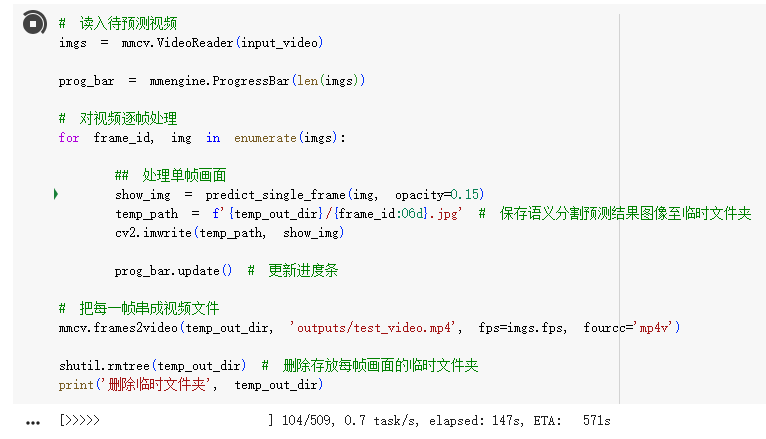 # 读入待预测视频
imgs = mmcv.VideoReader(input_video)
prog_bar = mmengine.ProgressBar(len(imgs))
# 对视频逐帧处理
for frame_id, img in enumerate(imgs):
## 处理单帧画面
show_img = predict_single_frame(img, opacity=0.15)
temp_path = f'{temp_out_dir}/{frame_id:06d}.jpg' # 保存语义分割预测结果图像至临时文件夹
cv2.imwrite(temp_path, show_img)
prog_bar.update() # 更新进度条
# 把每一帧串成视频文件
mmcv.frames2video(temp_out_dir, 'outputs/test_video.mp4', fps=imgs.fps, fourcc='mp4v')
shutil.rmtree(temp_out_dir) # 删除存放每帧画面的临时文件夹
print('删除临时文件夹', temp_out_dir)
[>>>>> ] 104/509, 0.7 task/s, elapsed: 147s, ETA: 571s